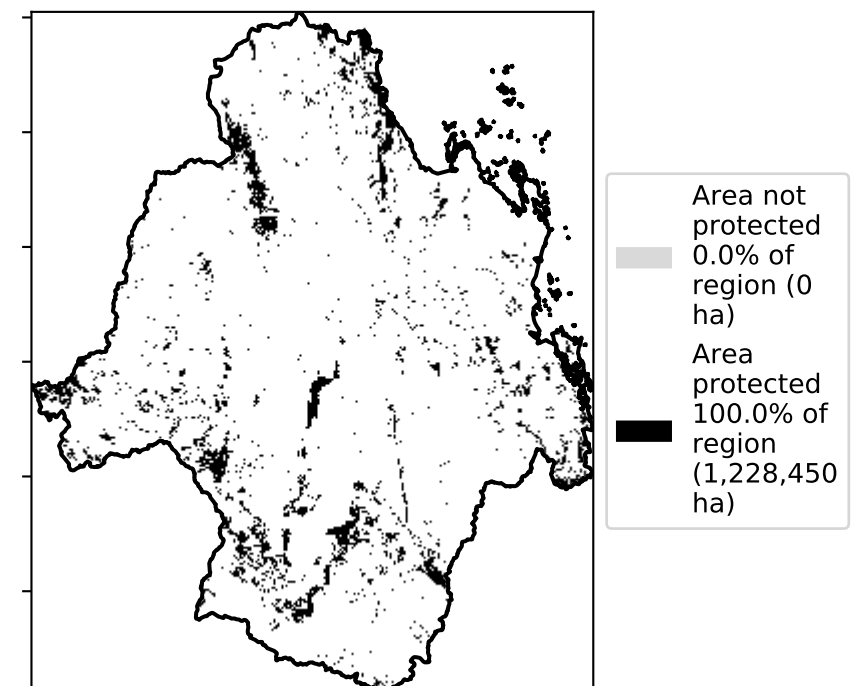 Area not
protected
0.0% of
region (0
ha)
Area
protected
100.0% of
region
(1,228,450
ha)